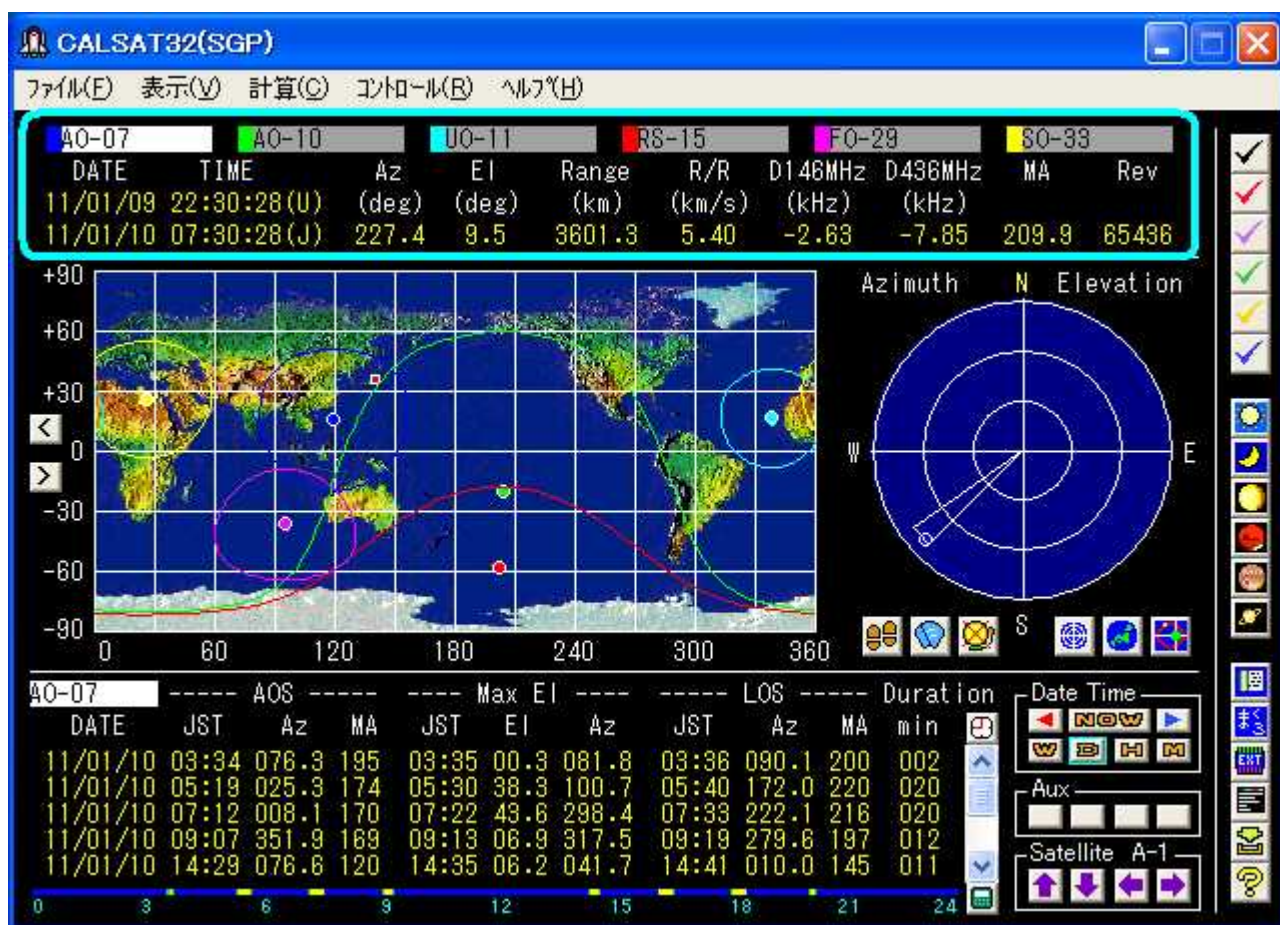 CALSAT32(SGP)
ファイル(F) 表示(V) 計算(C) コントロール(R) ヘルプ(H)
AO-07 AO-10 UO-11 RS-15 FO-29 SO-33
DATE TIME Az El Range R/R D146MHz D436MHz MA Rev
11/01/09 22:30:28(U) (deg) (deg) (km) (km/s) (kHz) (kHz)
11/01/10 07:30:28(J) 227.4 9.5 3601.3 5.40 -2.63 -7.85 209.9 65436
+90
+60
+30
0
-30
-60
-90
<
>
0 60 120 180 240 300 360
Azimuth N Elevation
W E
S
AO-07 ----- AOS ----- ---- Max El ---- ----- LOS ----- Duration
DATE JST Az MA JST El Az JST Az MA min
11/01/10 03:34 076.3 195 03:35 00.3 081.8 03:36 090.1 200 002
11/01/10 05:19 025.3 174 05:30 38.3 100.7 05:40 172.0 220 020
11/01/10 07:12 008.1 170 07:22 43.6 298.4 07:33 222.1 216 020
11/01/10 09:07 351.9 169 09:13 06.9 317.5 09:19 279.6 197 012
11/01/10 14:29 076.6 120 14:35 06.2 041.7 14:41 010.0 145 011
0 3 6 9 12 15 18 21 24
Date Time
NOW
W D H M
Aux
Satellite A-1
まくろ
EXT
?